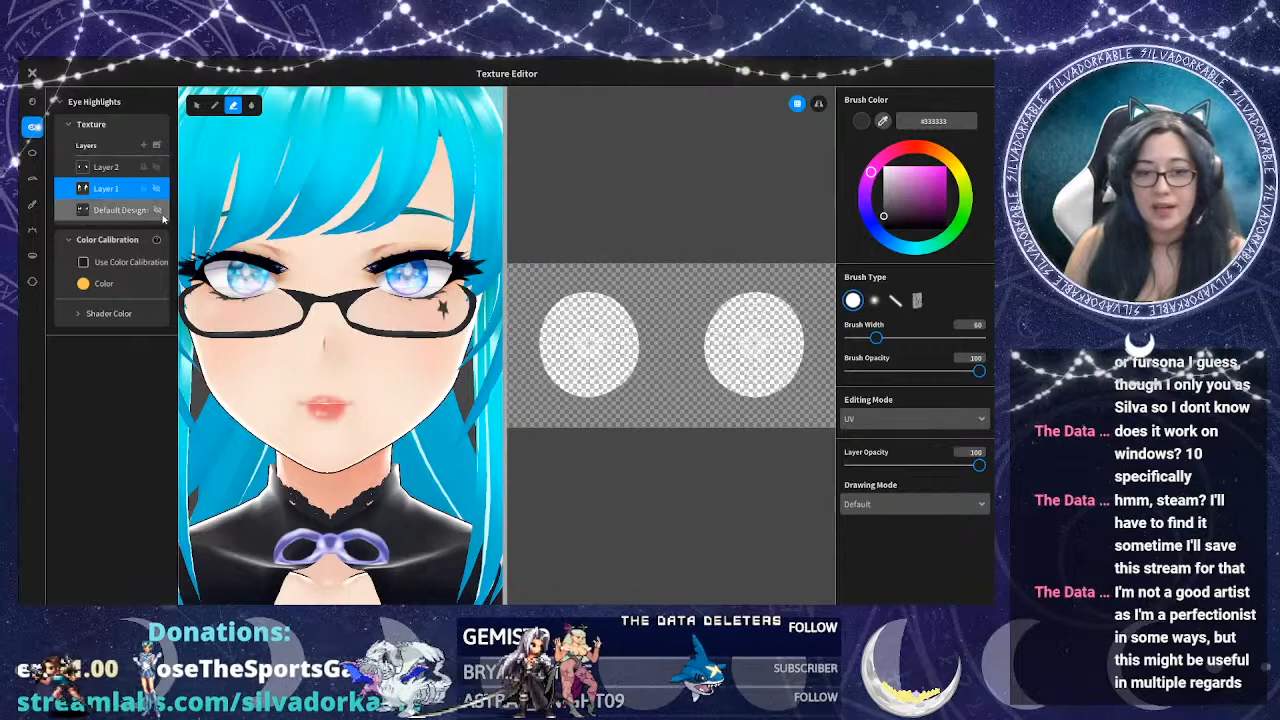 Texture Editor
Eye Highlights
Texture
Layers
Layer 2
Layer 1
Default Design
Color Calibration
Use Color Calibration
Color
Shader Color
Brush Color
#333333
Brush Type
Brush Width
60
Brush Opacity
100
Editing Mode
UV
Layer Opacity
100
Drawing Mode
Default
SILVADORKABLE
SILVADORKABLE
SILVADORKABLE
or fursona I guess,
though I only you as
Silva so I dont know
The Data ... does it work on
windows? 10
specifically
The Data ... hmm, steam? I'll
have to find it
sometime I'll save
this stream for that
The Data ... I'm not a good artist
as I'm a perfectionist
in some ways, but
this might be useful
in multiple regards
Donations:
streamlabs.com/silvadorka
THE DATA DELETERS
FOLLOW
SUBSCRIBER
FOLLOW